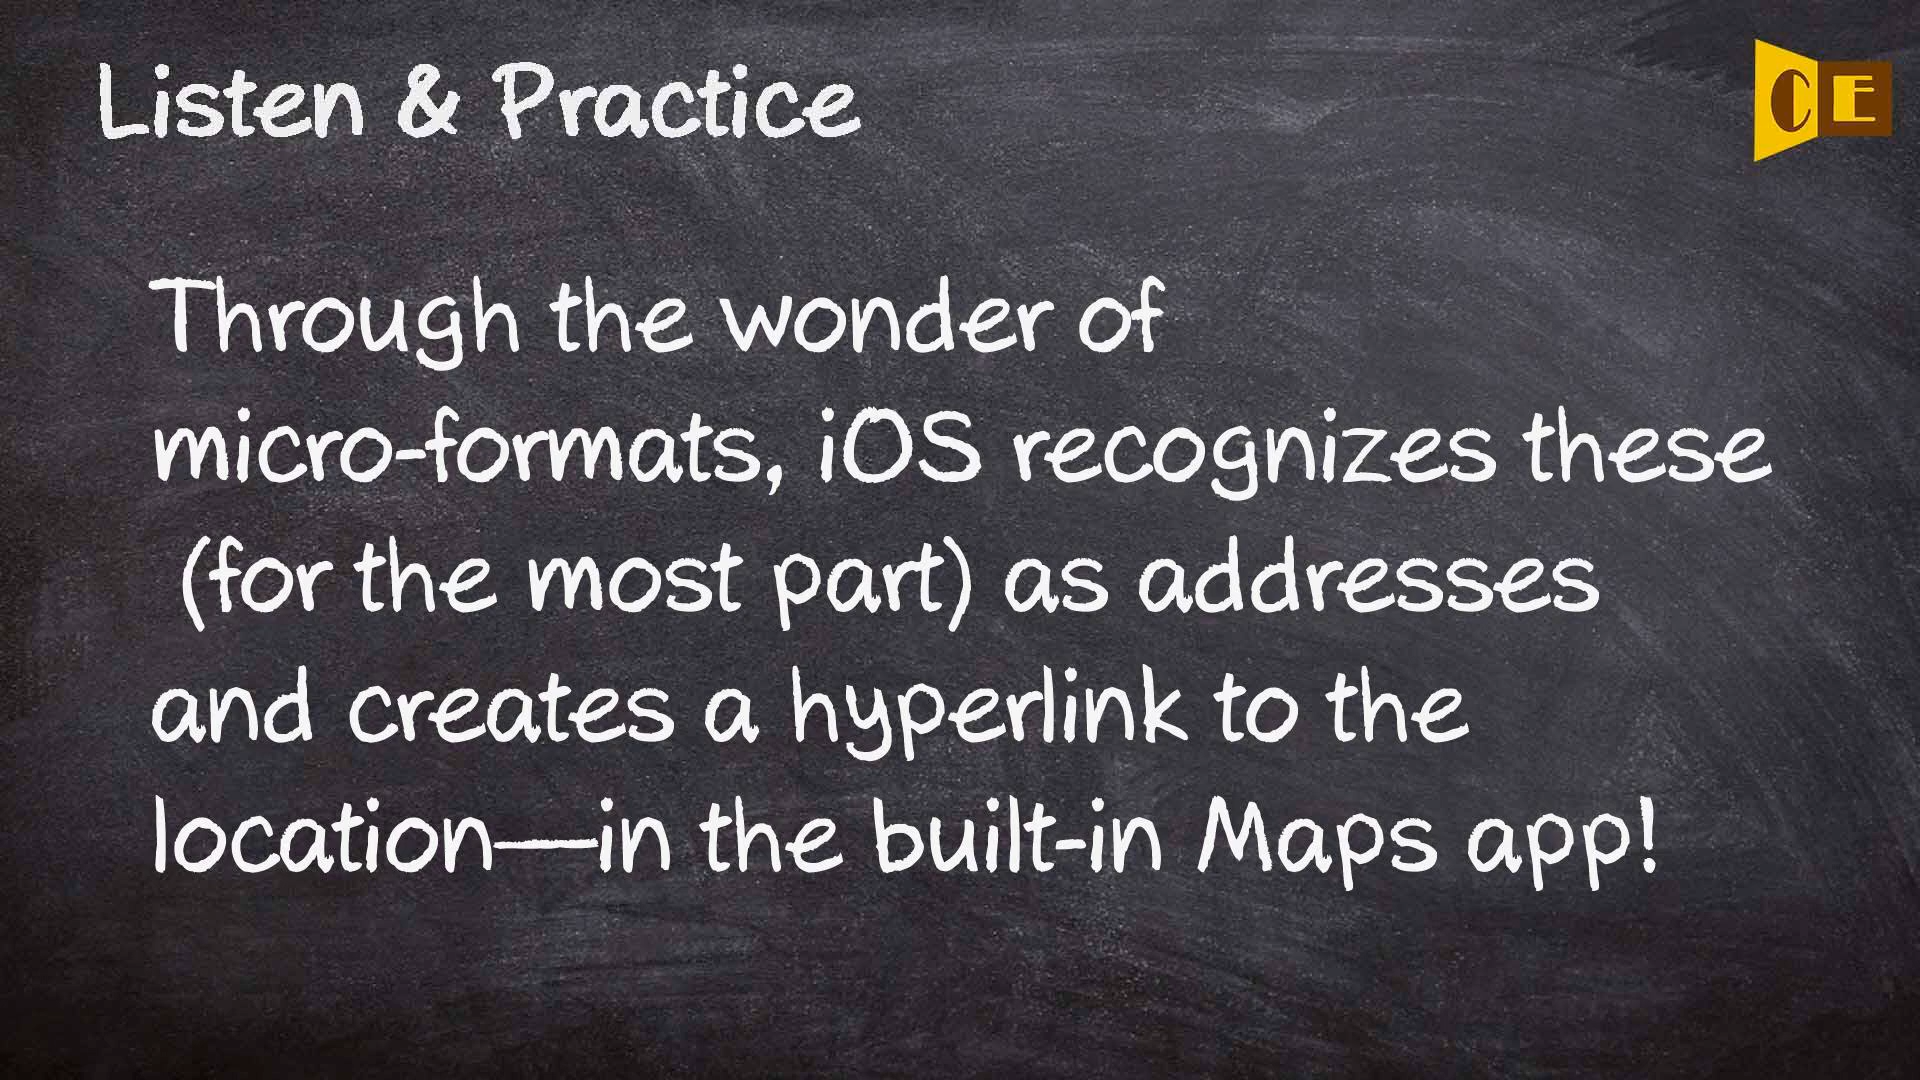 Listen & Practice
CE
Through the wonder of
micro-formats, iOS recognizes these
(for the most part) as addresses
and creates a hyperlink to the
location—in the built-in Maps app!